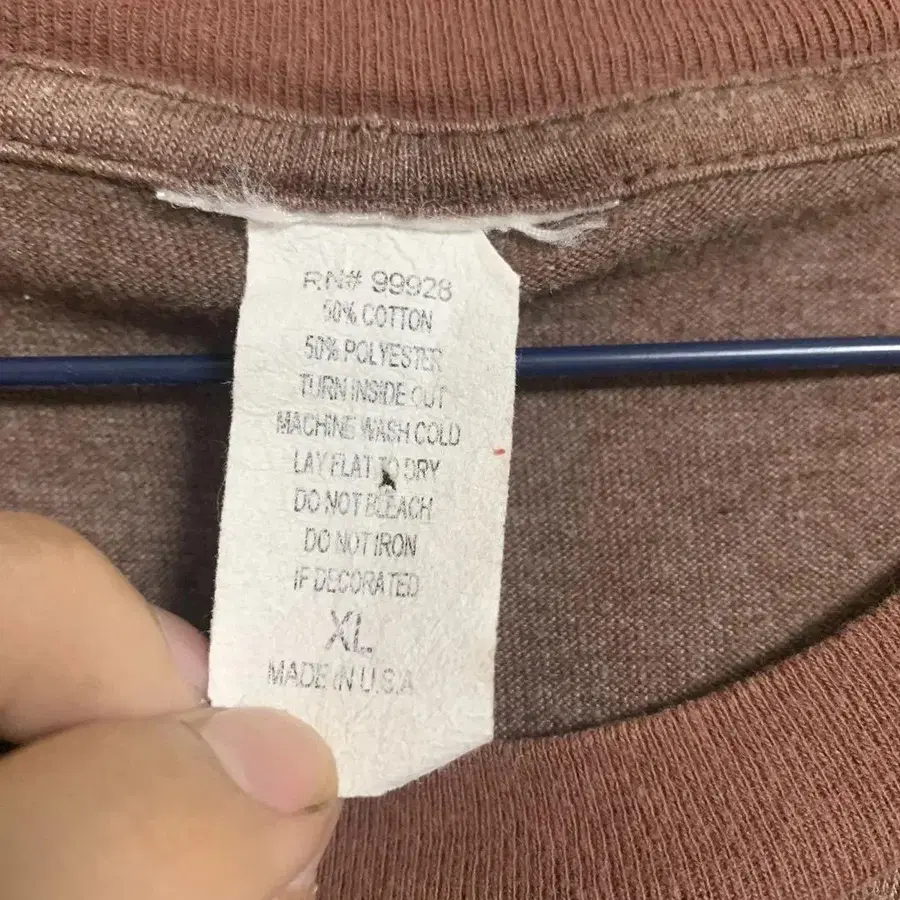 RN# 99928
50% COTTON
50% POLYESTER
TURN INSIDE OUT
MACHINE WASH COLD
LAY FLAT TO DRY
DO NOT BLEACH
DO NOT IRON
IF DECORATED
XL
MADE IN U.S.A